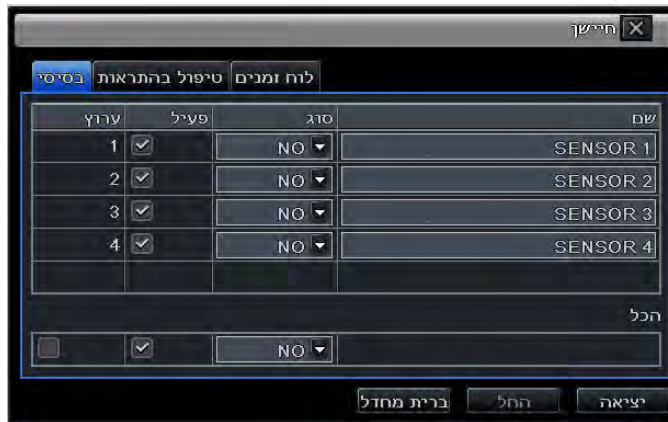 חיישן
לוח זמנים טיפול בהתראות בסיסי
שם סוג פעיל ערוץ
SENSOR 1 NO 1
SENSOR 2 NO 2
SENSOR 3 NO 3
SENSOR 4 NO 4
הכל
NO
יציאה החל ברית מחדל